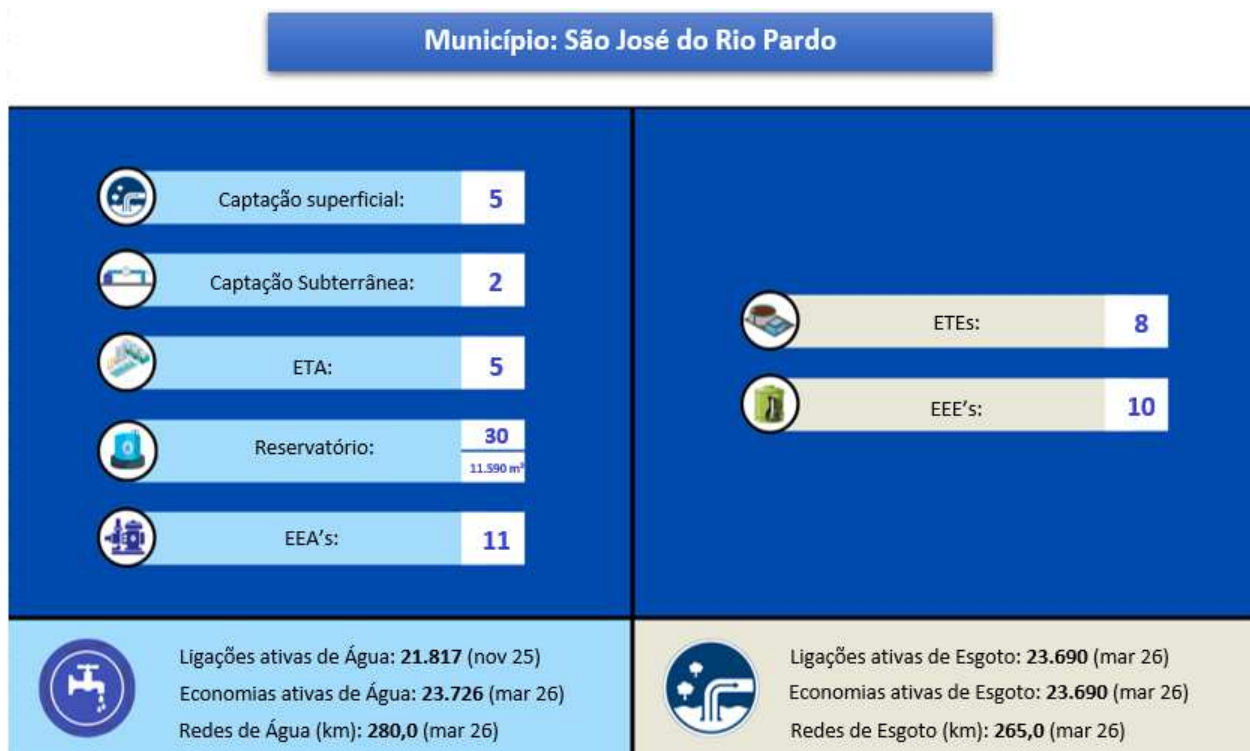 Município: São José do Rio Pardo
Captação superficial: 5
Captação Subterrânea: 2
ETA: 5
Reservatório: 30
11.590 m³
EEA's: 11
ETEs: 8
EEE's: 10
Ligações ativas de Água: 21.817 (nov 25)
Economias ativas de Água: 23.726 (mar 26)
Redes de Água (km): 280,0 (mar 26)
Ligações ativas de Esgoto: 23.690 (mar 26)
Economias ativas de Esgoto: 23.690 (mar 26)
Redes de Esgoto (km): 265,0 (mar 26)